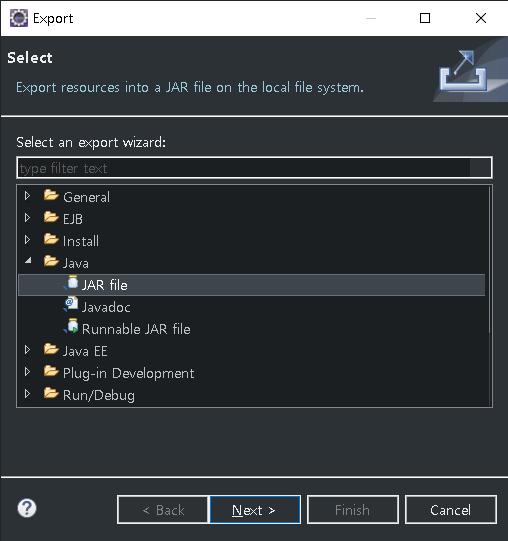 Export
Select
Export resources into a JAR file on the local file system.
Select an export wizard:
type filter text
General
EJB
Install
Java
JAR file
Javadoc
Runnable JAR file
Java EE
Plug-in Development
Run/Debug
?
< Back
Next >
Finish
Cancel